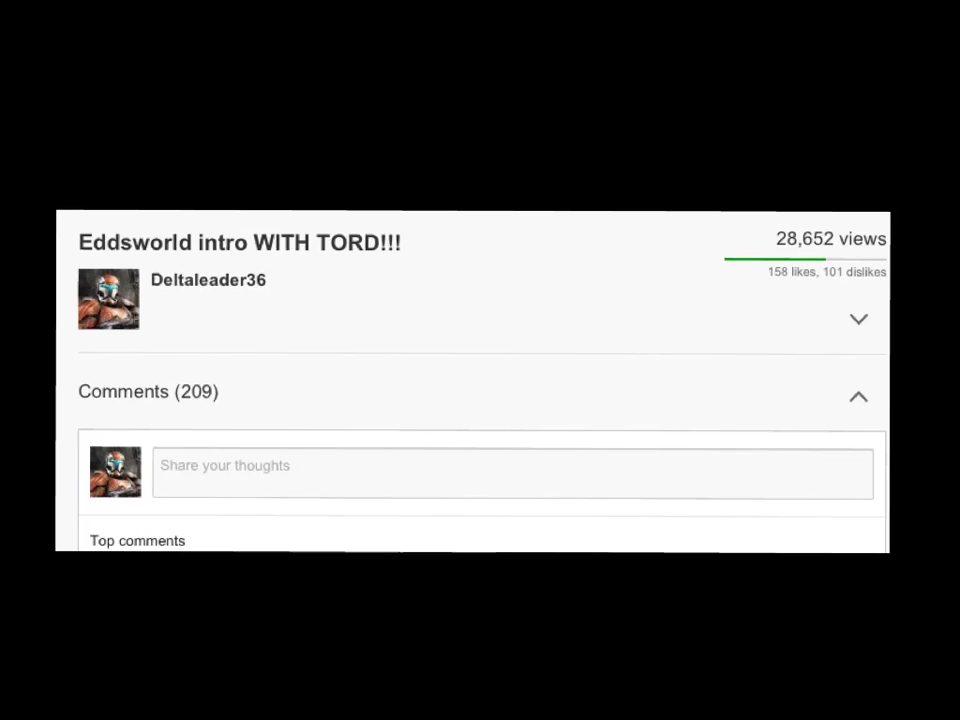 Eddsworld intro WITH TORD!!!
28,652 views
Deltaleader36
158 likes, 101 dislikes
Comments (209)
Share your thoughts
Top comments